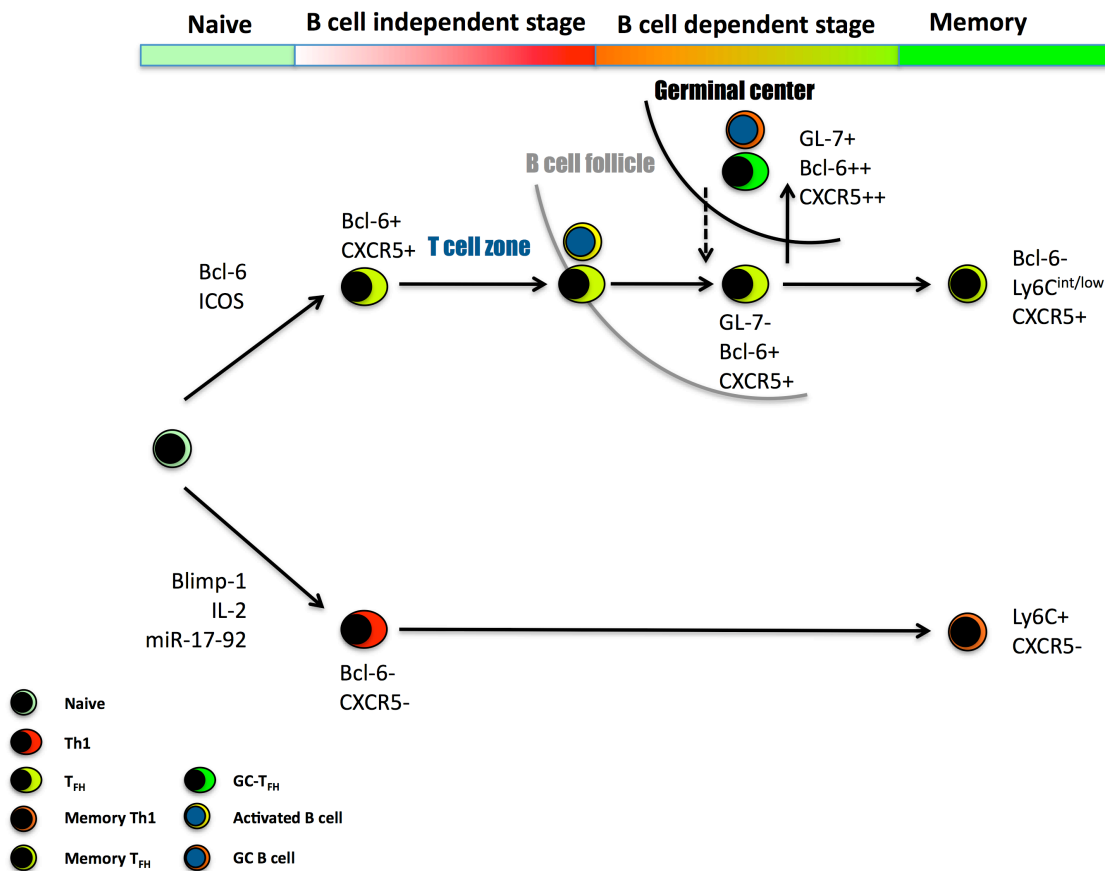 Naive
B cell independent stage
B cell dependent stage
Memory
Germinal center
GL-7+
Bcl-6++
CXCR5++
B cell follicle
Bcl-6+
CXCR5+
T cell zone
Bcl-6
ICOS
Bcl-6-
Ly6Cint/low
CXCR5+
GL-7-
Bcl-6+
CXCR5+
Blimp-1
IL-2
miR-17-92
Ly6C+
CXCR5-
Bcl-6-
CXCR5-
Naive
Th1
TFH
GC-TFH
Memory Th1
Activated B cell
Memory TFH
GC B cell